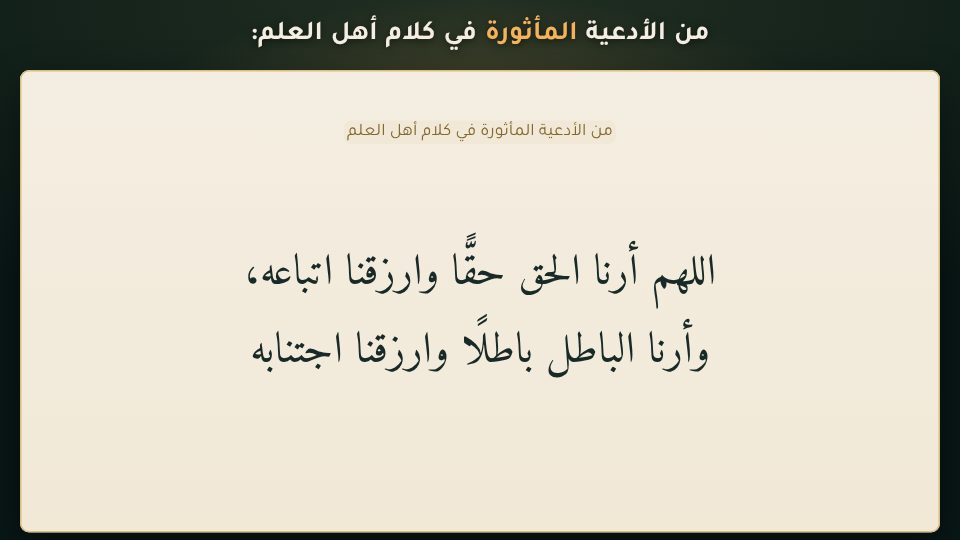 من الأدعية المأثورة في كلام أهل العلم:
من الأدعية المأثورة في كلام أهل العلم
اللهم أرنا الحق حقًّا وارزقنا اتباعه،
وأرنا الباطل باطلًا وارزقنا اجتنابه